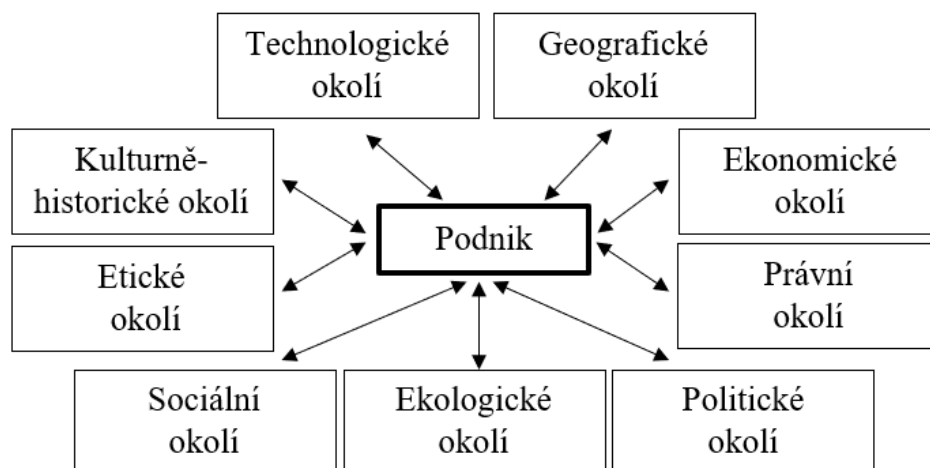 Technologické
okolí
Geografické
okolí
Kulturně-
historické okolí
Ekonomické
okolí
Podnik
Etické
okolí
Právní
okolí
Sociální
okolí
Ekologické
okolí
Politické
okolí